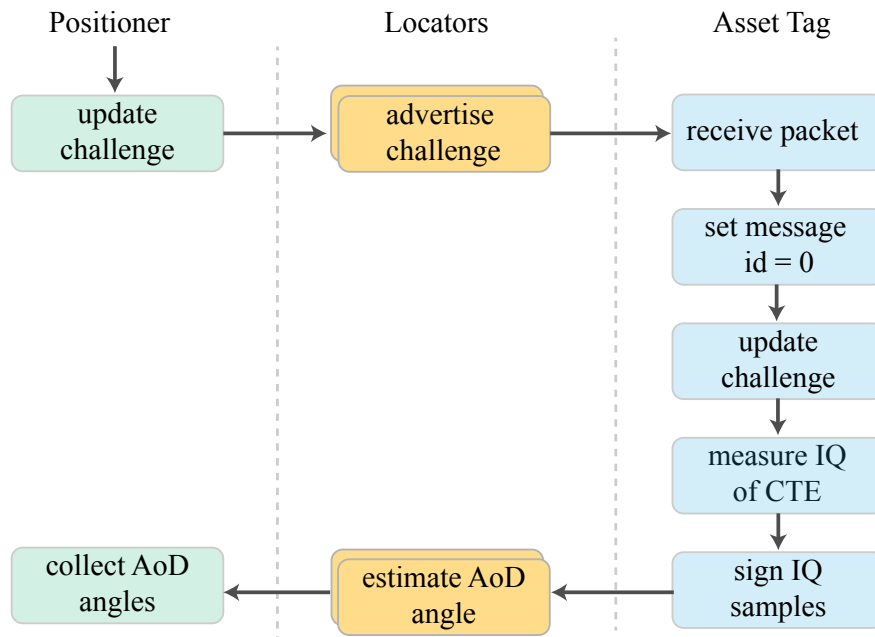 Positioner
Locators
Asset Tag
update
challenge
advertise
challenge
receive packet
set message
id = 0
update
challenge
measure IQ
of CTE
collect AoD
angles
estimate AoD
angle
sign IQ
samples